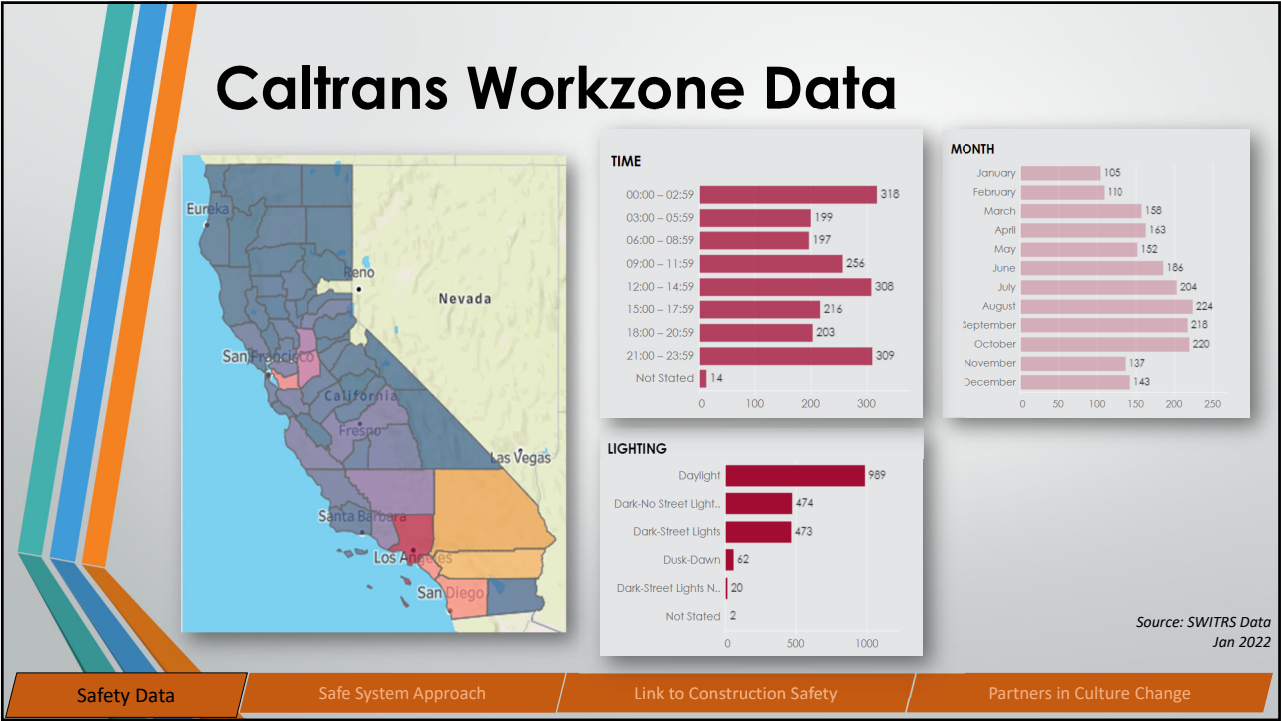 Caltrans Workzone Data
Eureka
Reno
Nevada
San Francisco
California
Fresno
Las Vegas
Santa Barbara
Los Angeles
San Diego
TIME
00:00 – 02:59 318
03:00 – 05:59 199
06:00 – 08:59 197
09:00 – 11:59 256
12:00 – 14:59 308
15:00 – 17:59 216
18:00 – 20:59 203
21:00 – 23:59 309
Not Stated 14
0 100 200 300
MONTH
January 105
February 110
March 158
April 163
May 152
June 186
July 204
August 224
September 218
October 220
November 137
December 143
0 50 100 150 200 250
LIGHTING
Daylight 989
Dark-No Street Light.. 474
Dark-Street Lights 473
Dusk-Dawn 62
Dark-Street Lights N.. 20
Not Stated 2
0 500 1000
Source: SWITRS Data
Jan 2022
Safety Data
Safe System Approach
Link to Construction Safety
Partners in Culture Change